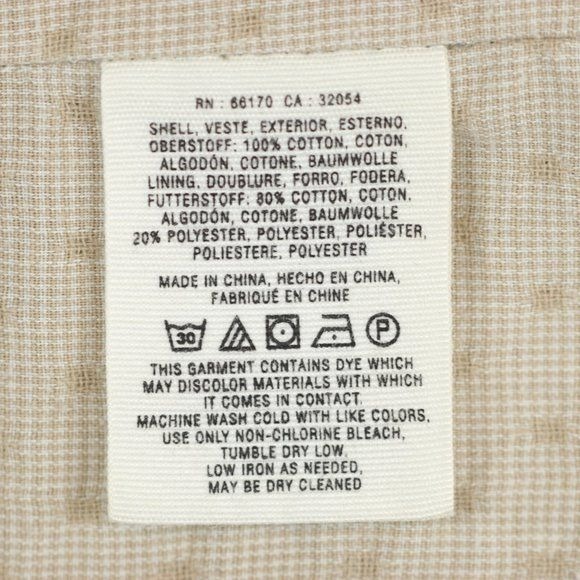 RN : 66170 CA : 32054
SHELL, VESTE, EXTERIOR, ESTERNO,
OBERSTOFF: 100% COTTON, COTON,
ALGODÓN, COTONE, BAUMWOLLE
LINING, DOUBLURE, FORRO, FODERA,
FUTTERSTOFF: 80% COTTON, COTON,
ALGODÓN, COTONE, BAUMWOLLE
20% POLYESTER, POLYESTER, POLIÉSTER,
POLIESTERE, POLYESTER
MADE IN CHINA, HECHO EN CHINA,
FABRIQUÉ EN CHINE
30 P
THIS GARMENT CONTAINS DYE WHICH
MAY DISCOLOR MATERIALS WITH WHICH
IT COMES IN CONTACT.
MACHINE WASH COLD WITH LIKE COLORS,
USE ONLY NON-CHLORINE BLEACH,
TUMBLE DRY LOW,
LOW IRON AS NEEDED,
MAY BE DRY CLEANED